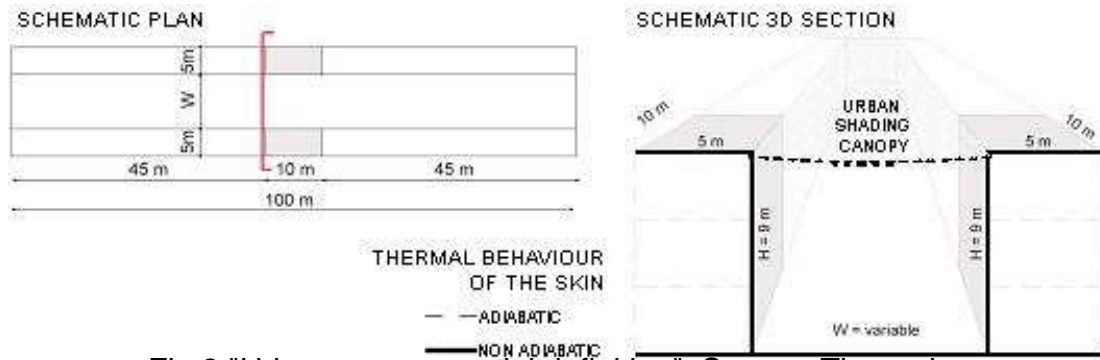 SCHEMATIC PLAN
5m
W
5m
45 m
10 m
45 m
100 m
THERMAL BEHAVIOUR
OF THE SKIN
ADIABATIC
NON ADIABATIC
SCHEMATIC 3D SECTION
10 m
5 m
URBAN
SHADING
CANOPY
10 m
5 m
H = 9 m
H = 9 m
W = variable